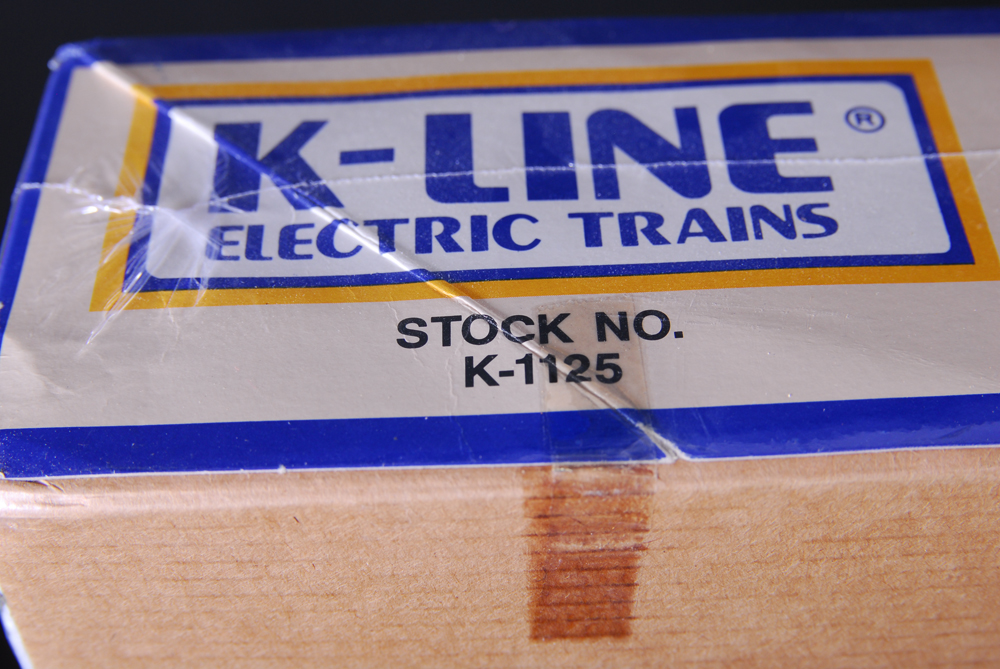 K-LINE®
ELECTRIC TRAINS
STOCK NO.
K-1125